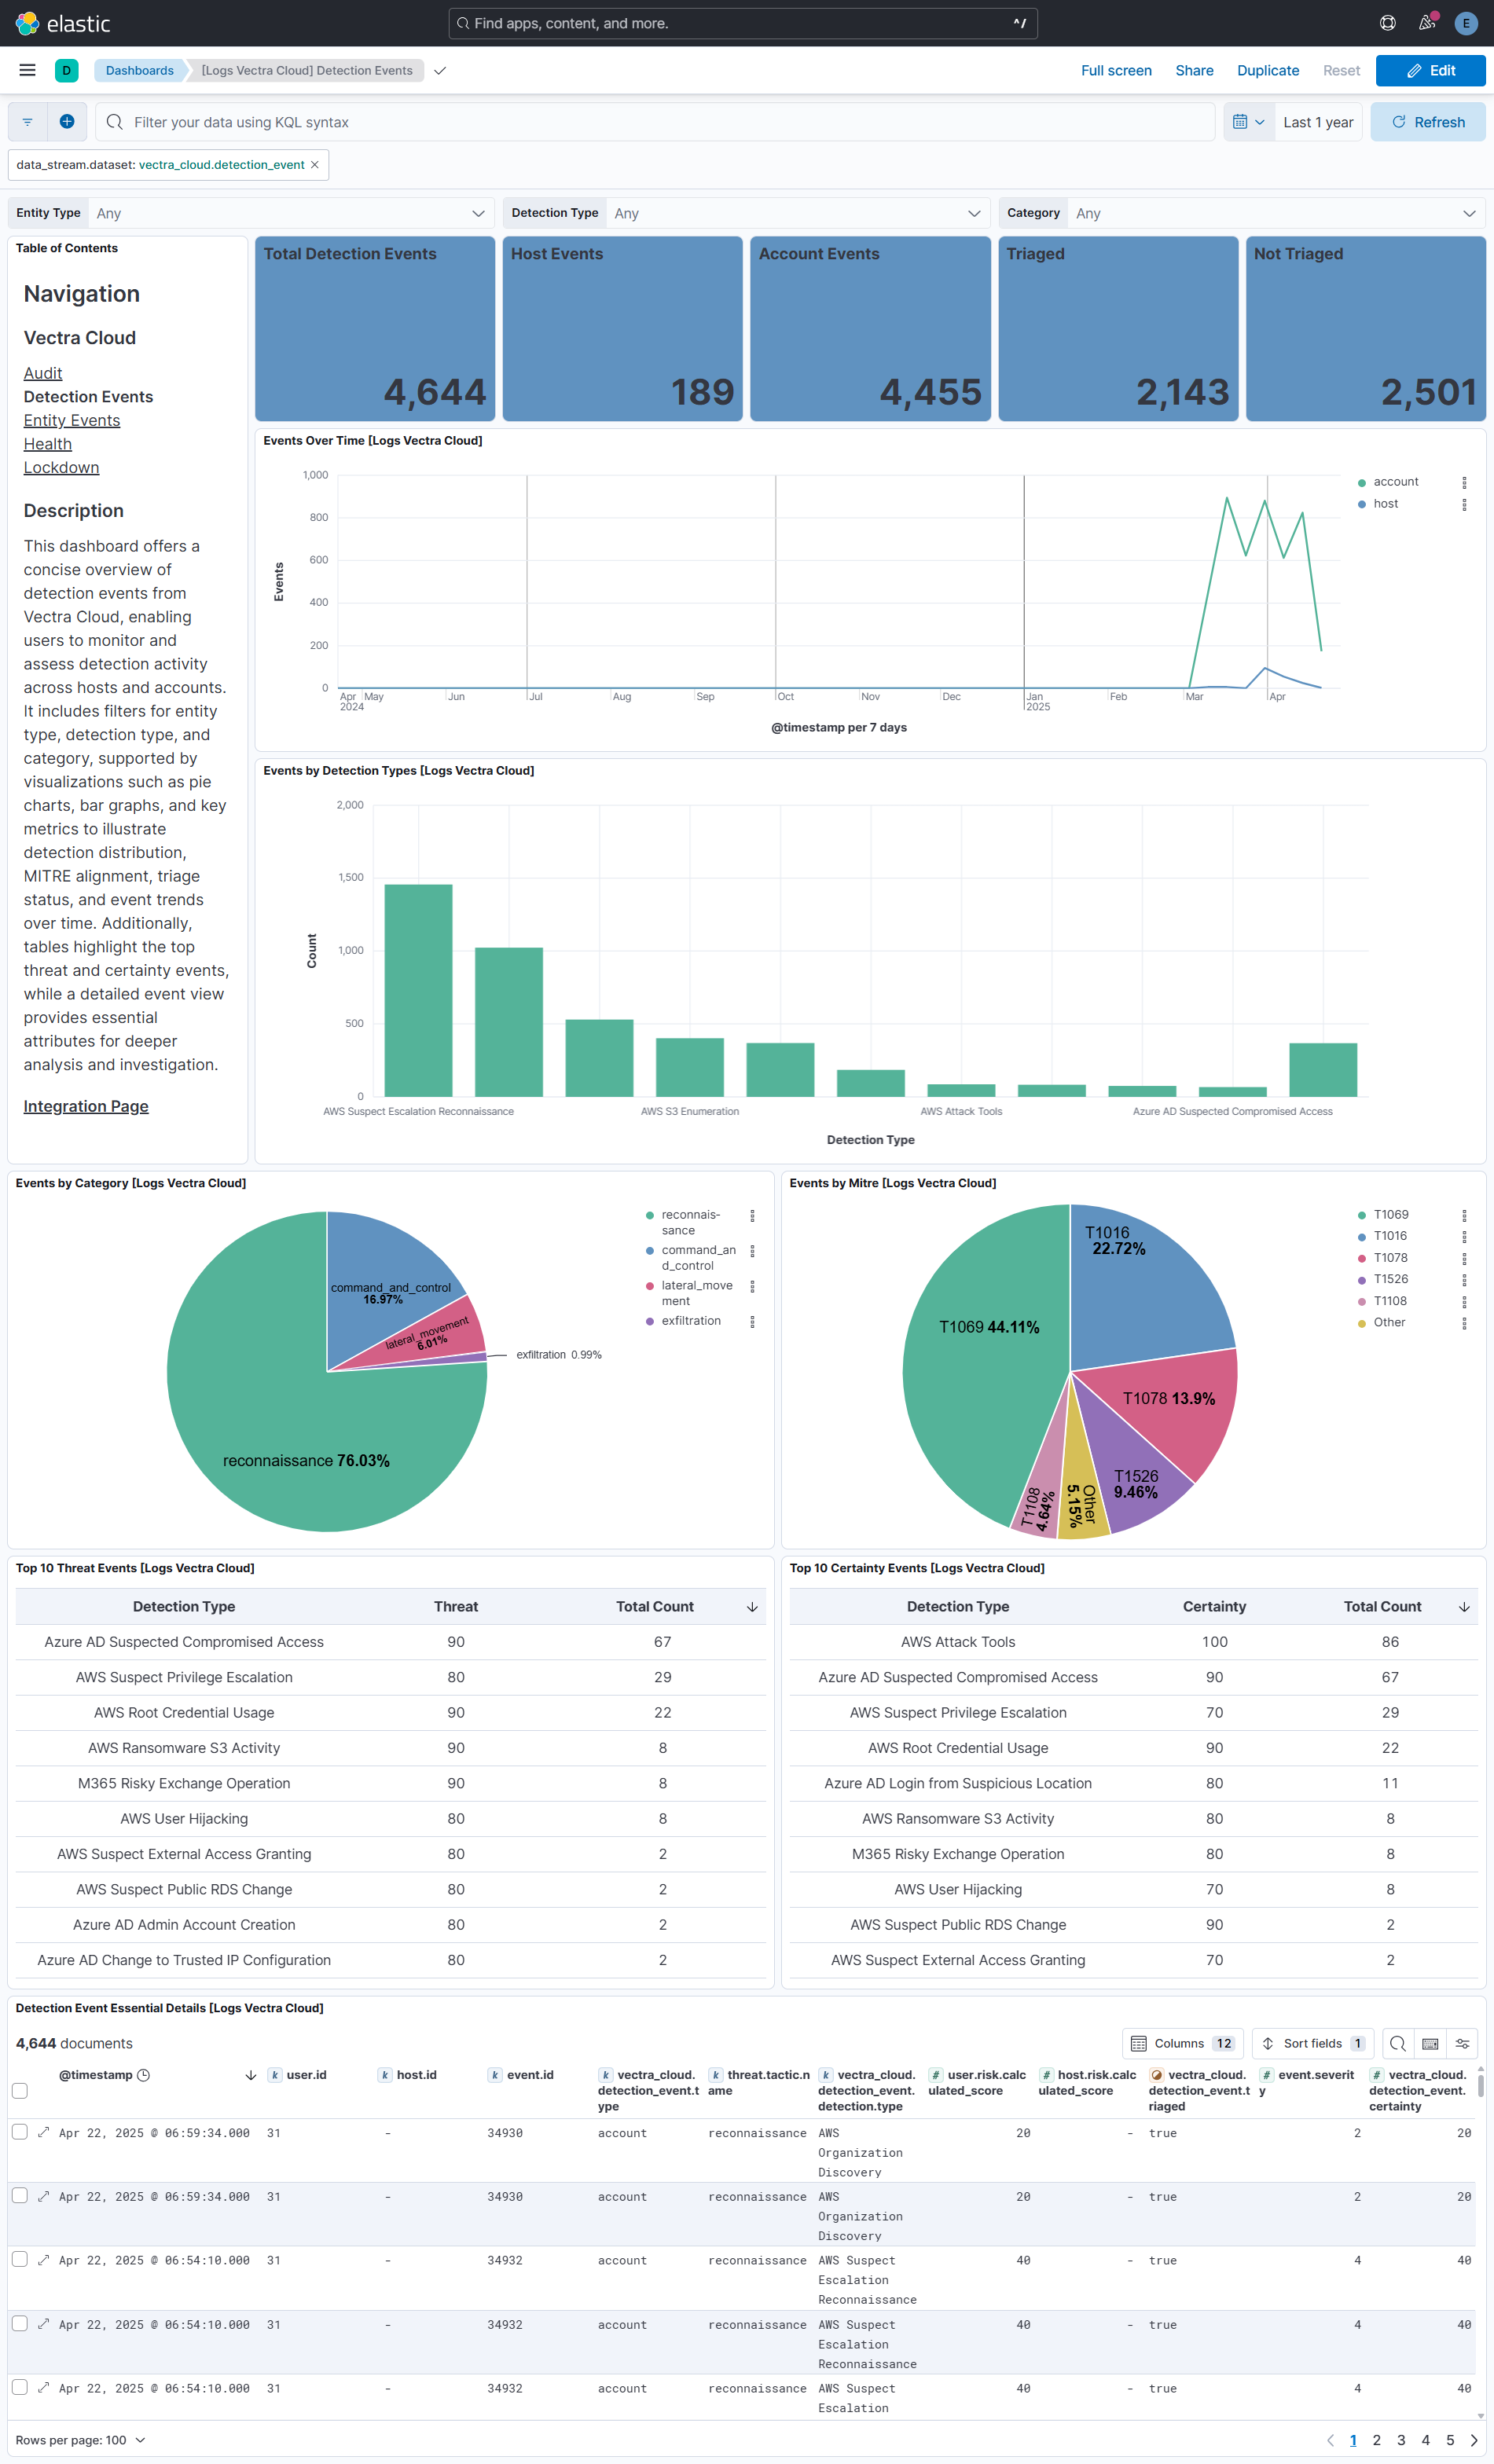 elastic
Find apps, content, and more.
^/
E
D
Dashboards
[Logs Vectra Cloud] Detection Events
Full screen
Share
Duplicate
Reset
Edit
Filter your data using KQL syntax
Last 1 year
Refresh
data_stream.dataset: vectra_cloud.detection_event ×
Entity Type Any
Detection Type Any
Category Any
Table of Contents
Navigation
Vectra Cloud
Audit
Detection Events
Entity Events
Health
Lockdown
Description
This dashboard offers a
concise overview of
detection events from
Vectra Cloud, enabling
users to monitor and
assess detection activity
across hosts and accounts.
It includes filters for entity
type, detection type, and
category, supported by
visualizations such as pie
charts, bar graphs, and key
metrics to illustrate
detection distribution,
MITRE alignment, triage
status, and event trends
over time. Additionally,
tables highlight the top
threat and certainty events,
while a detailed event view
provides essential
attributes for deeper
analysis and investigation.
Integration Page
Total Detection Events
4,644
Host Events
189
Account Events
4,455
Triaged
2,143
Not Triaged
2,501
Events Over Time [Logs Vectra Cloud]
1,000
800
600
400
200
0
Events
Apr May Jun Jul Aug Sep Oct Nov Dec Jan Feb Mar Apr
2024 2025
@timestamp per 7 days
account
host
Events by Detection Types [Logs Vectra Cloud]
2,000
1,500
1,000
500
0
Count
AWS Suspect Escalation Reconnaissance AWS S3 Enumeration AWS Attack Tools Azure AD Suspected Compromised Access
Detection Type
Events by Category [Logs Vectra Cloud]
command_and_control
16.97%
lateral_movement
6.01%
exfiltration 0.99%
reconnaissance 76.03%
reconnais-
sance
command_an
d_control
lateral_move
ment
exfiltration
Events by Mitre [Logs Vectra Cloud]
T1016
22.72%
T1069 44.11%
T1078 13.9%
T1526
9.46%
Other
5.15%
T1108
4.64%
T1069
T1016
T1078
T1526
T1108
Other
Top 10 Threat Events [Logs Vectra Cloud]
Detection Type Threat Total Count
Azure AD Suspected Compromised Access 90 67
AWS Suspect Privilege Escalation 80 29
AWS Root Credential Usage 90 22
AWS Ransomware S3 Activity 90 8
M365 Risky Exchange Operation 90 8
AWS User Hijacking 80 8
AWS Suspect External Access Granting 80 2
AWS Suspect Public RDS Change 80 2
Azure AD Admin Account Creation 80 2
Azure AD Change to Trusted IP Configuration 80 2
Top 10 Certainty Events [Logs Vectra Cloud]
Detection Type Certainty Total Count
AWS Attack Tools 100 86
Azure AD Suspected Compromised Access 90 67
AWS Suspect Privilege Escalation 70 29
AWS Root Credential Usage 90 22
Azure AD Login from Suspicious Location 80 11
AWS Ransomware S3 Activity 80 8
M365 Risky Exchange Operation 80 8
AWS User Hijacking 70 8
AWS Suspect Public RDS Change 90 2
AWS Suspect External Access Granting 70 2
Detection Event Essential Details [Logs Vectra Cloud]
4,644 documents
Columns 12
Sort fields 1
@timestamp k user.id k host.id k event.id k vectra_cloud. k threat.tactic.n k vectra_cloud. # user.risk.calc # host.risk.calc vectra_cloud. # event.severit # vectra_cloud.
detection_event.t ame detection_event. ulated_score ulated_score detection_event.t y detection_event.
ype detection.type riaged certainty
Apr 22, 2025 @ 06:59:34.000 31 - 34930 account reconnaissance AWS 20 - true 2 20
Organization
Discovery
Apr 22, 2025 @ 06:59:34.000 31 - 34930 account reconnaissance AWS 20 - true 2 20
Organization
Discovery
Apr 22, 2025 @ 06:54:10.000 31 - 34932 account reconnaissance AWS Suspect 40 - true 4 40
Escalation
Reconnaissance
Apr 22, 2025 @ 06:54:10.000 31 - 34932 account reconnaissance AWS Suspect 40 - true 4 40
Escalation
Reconnaissance
Apr 22, 2025 @ 06:54:10.000 31 - 34932 account reconnaissance AWS Suspect 40 - true 4 40
Escalation
Rows per page: 100
1 2 3 4 5